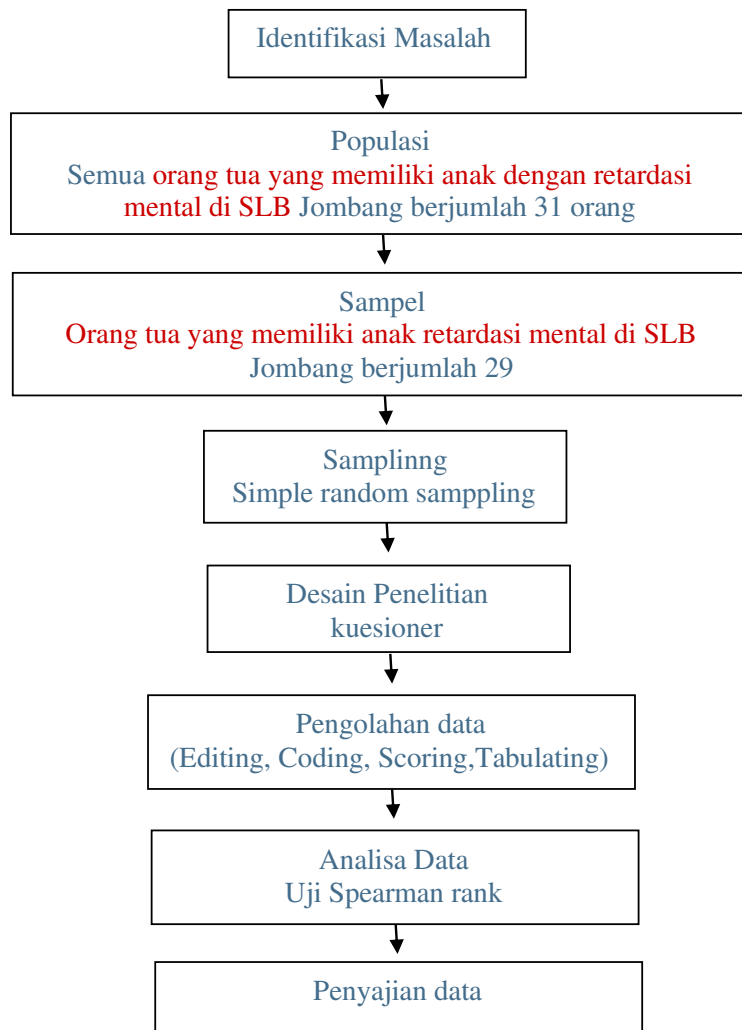 Identifikasi Masalah
Populasi
Semua orang tua yang memiliki anak dengan retardasi
mental di SLB Jombang berjumlah 31 orang
Sampel
Orang tua yang memiliki anak retardasi mental di SLB
Jombang berjumlah 29
Samplinng
Simple random samppling
Desain Penelitian
kuesioner
Pengolahan data
(Editing, Coding, Scoring,Tabulating)
Analisa Data
Uji Spearman rank
Penyajian data